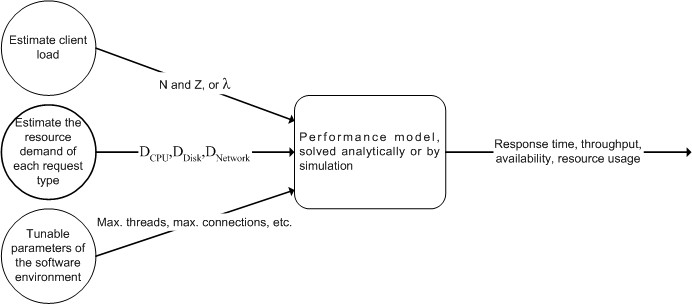 Estimate client
load
N and Z, or λ
Estimate the
resource
demand of
each request
type
D_CPU,D_Disk,D_Network
Performance model,
solved analytically or by
simulation
Response time, throughput,
availability, resource usage
Max. threads, max. connections, etc.
Tunable
parameters of
the software
environment